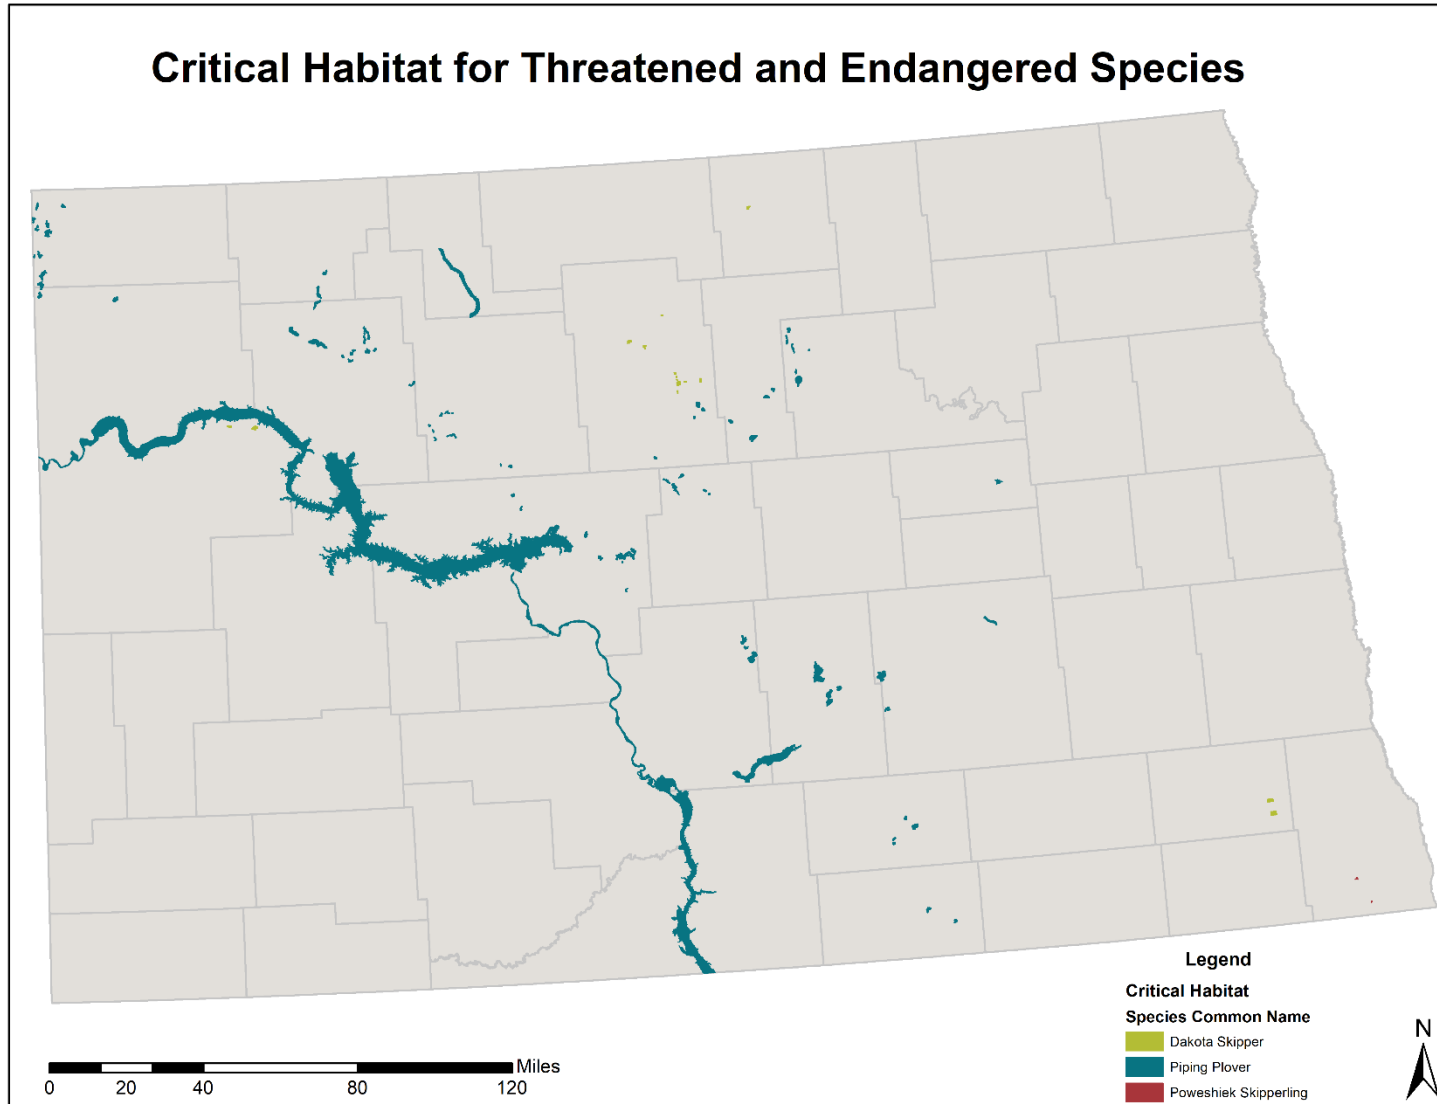 Critical Habitat for Threatened and Endangered Species
Legend
Critical Habitat
Species Common Name
Dakota Skipper
Piping Plover
Poweshiek Skipperling
N
Miles
0 20 40 80 120